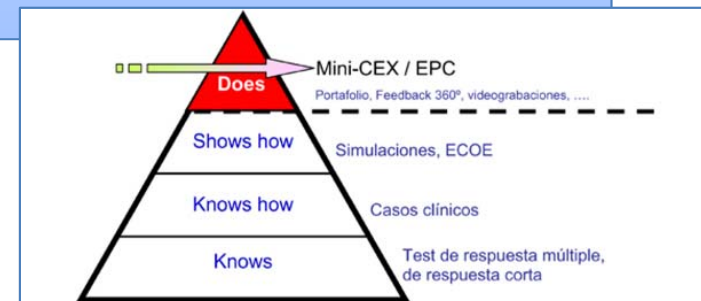 Mini-CEX / EPC
Does
Portafolio, Feedback 360º, videograbaciones, ....
Shows how
Simulaciones, ECOE
Knows how
Casos clínicos
Knows
Test de respuesta múltiple,
de respuesta corta